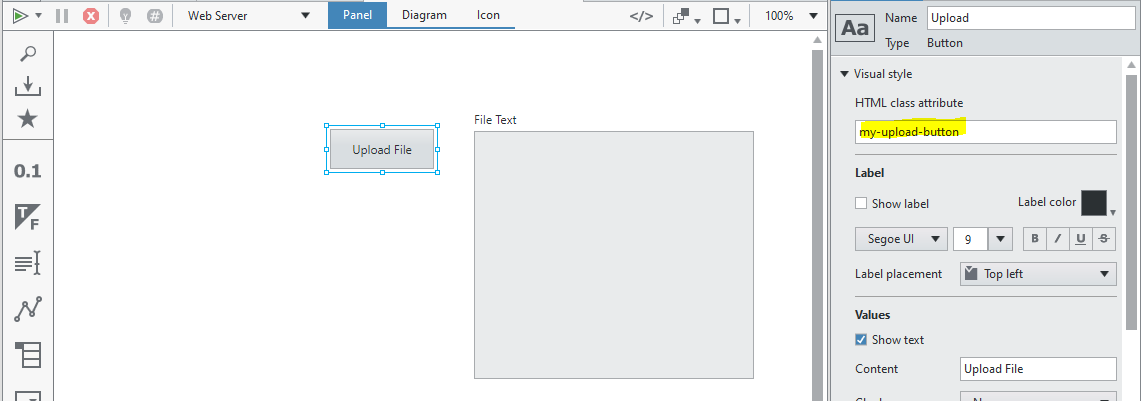 Web Server
Panel
Diagram
Icon
</>
100%
Aa
Name
Upload
Type
Button
Visual style
HTML class attribute
my-upload-button
File Text
Upload File
0.1
T
F
Label
Show label
Label color
Segoe UI
9
B I U S
Label placement
Top left
Values
Show text
Content
Upload File